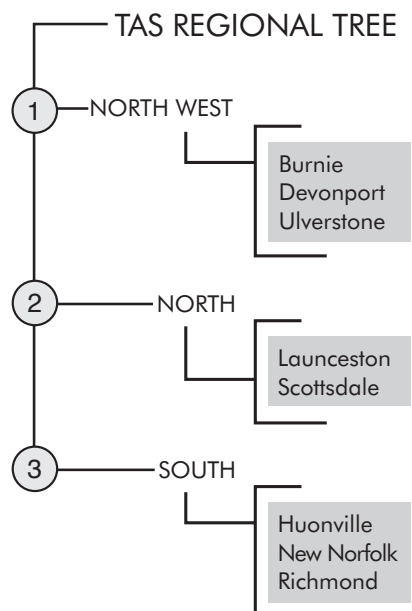 TAS REGIONAL TREE
1
NORTH WEST
Burnie
Devonport
Ulverstone
2
NORTH
Launceston
Scottsdale
3
SOUTH
Huonville
New Norfolk
Richmond